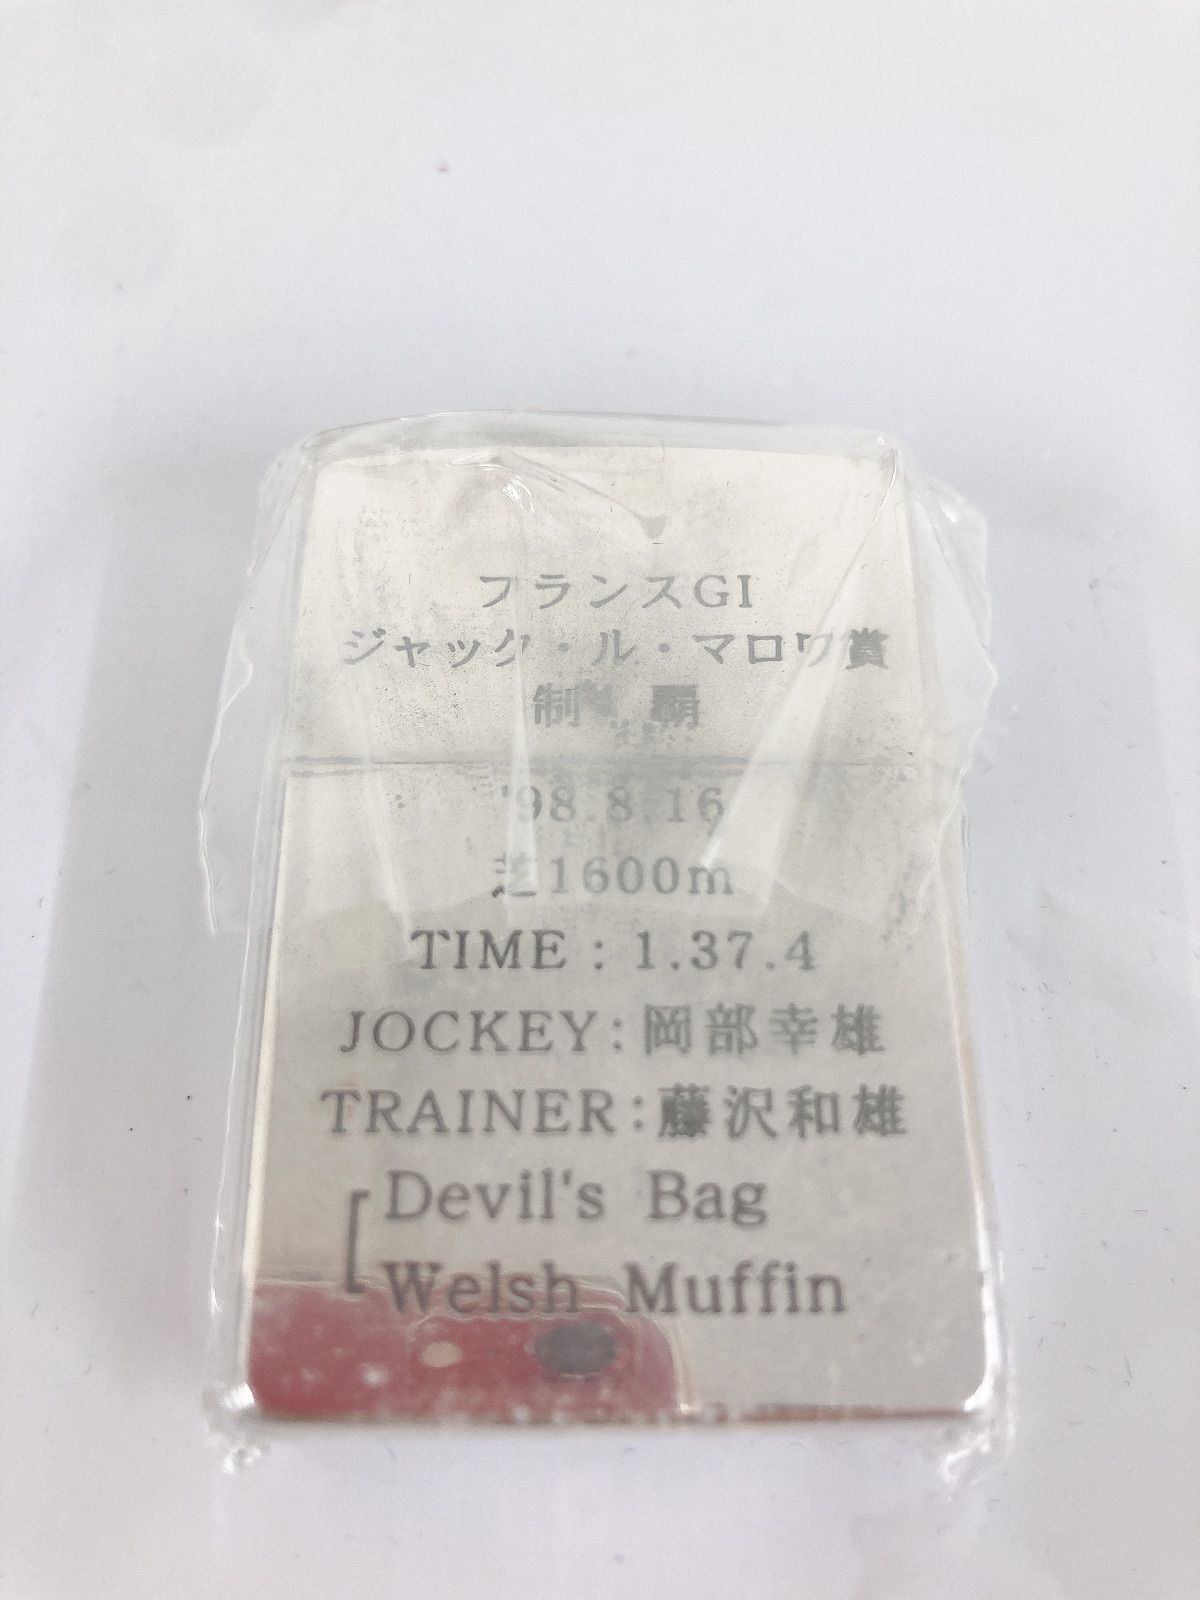 フランスGI
ジャック・ル・マロワ賞
制 覇
'98.8.16
芝1600m
TIME：1.37.4
JOCKEY：岡部幸雄
TRAINER：藤沢和雄
Devil's Bag
Welsh Muffin